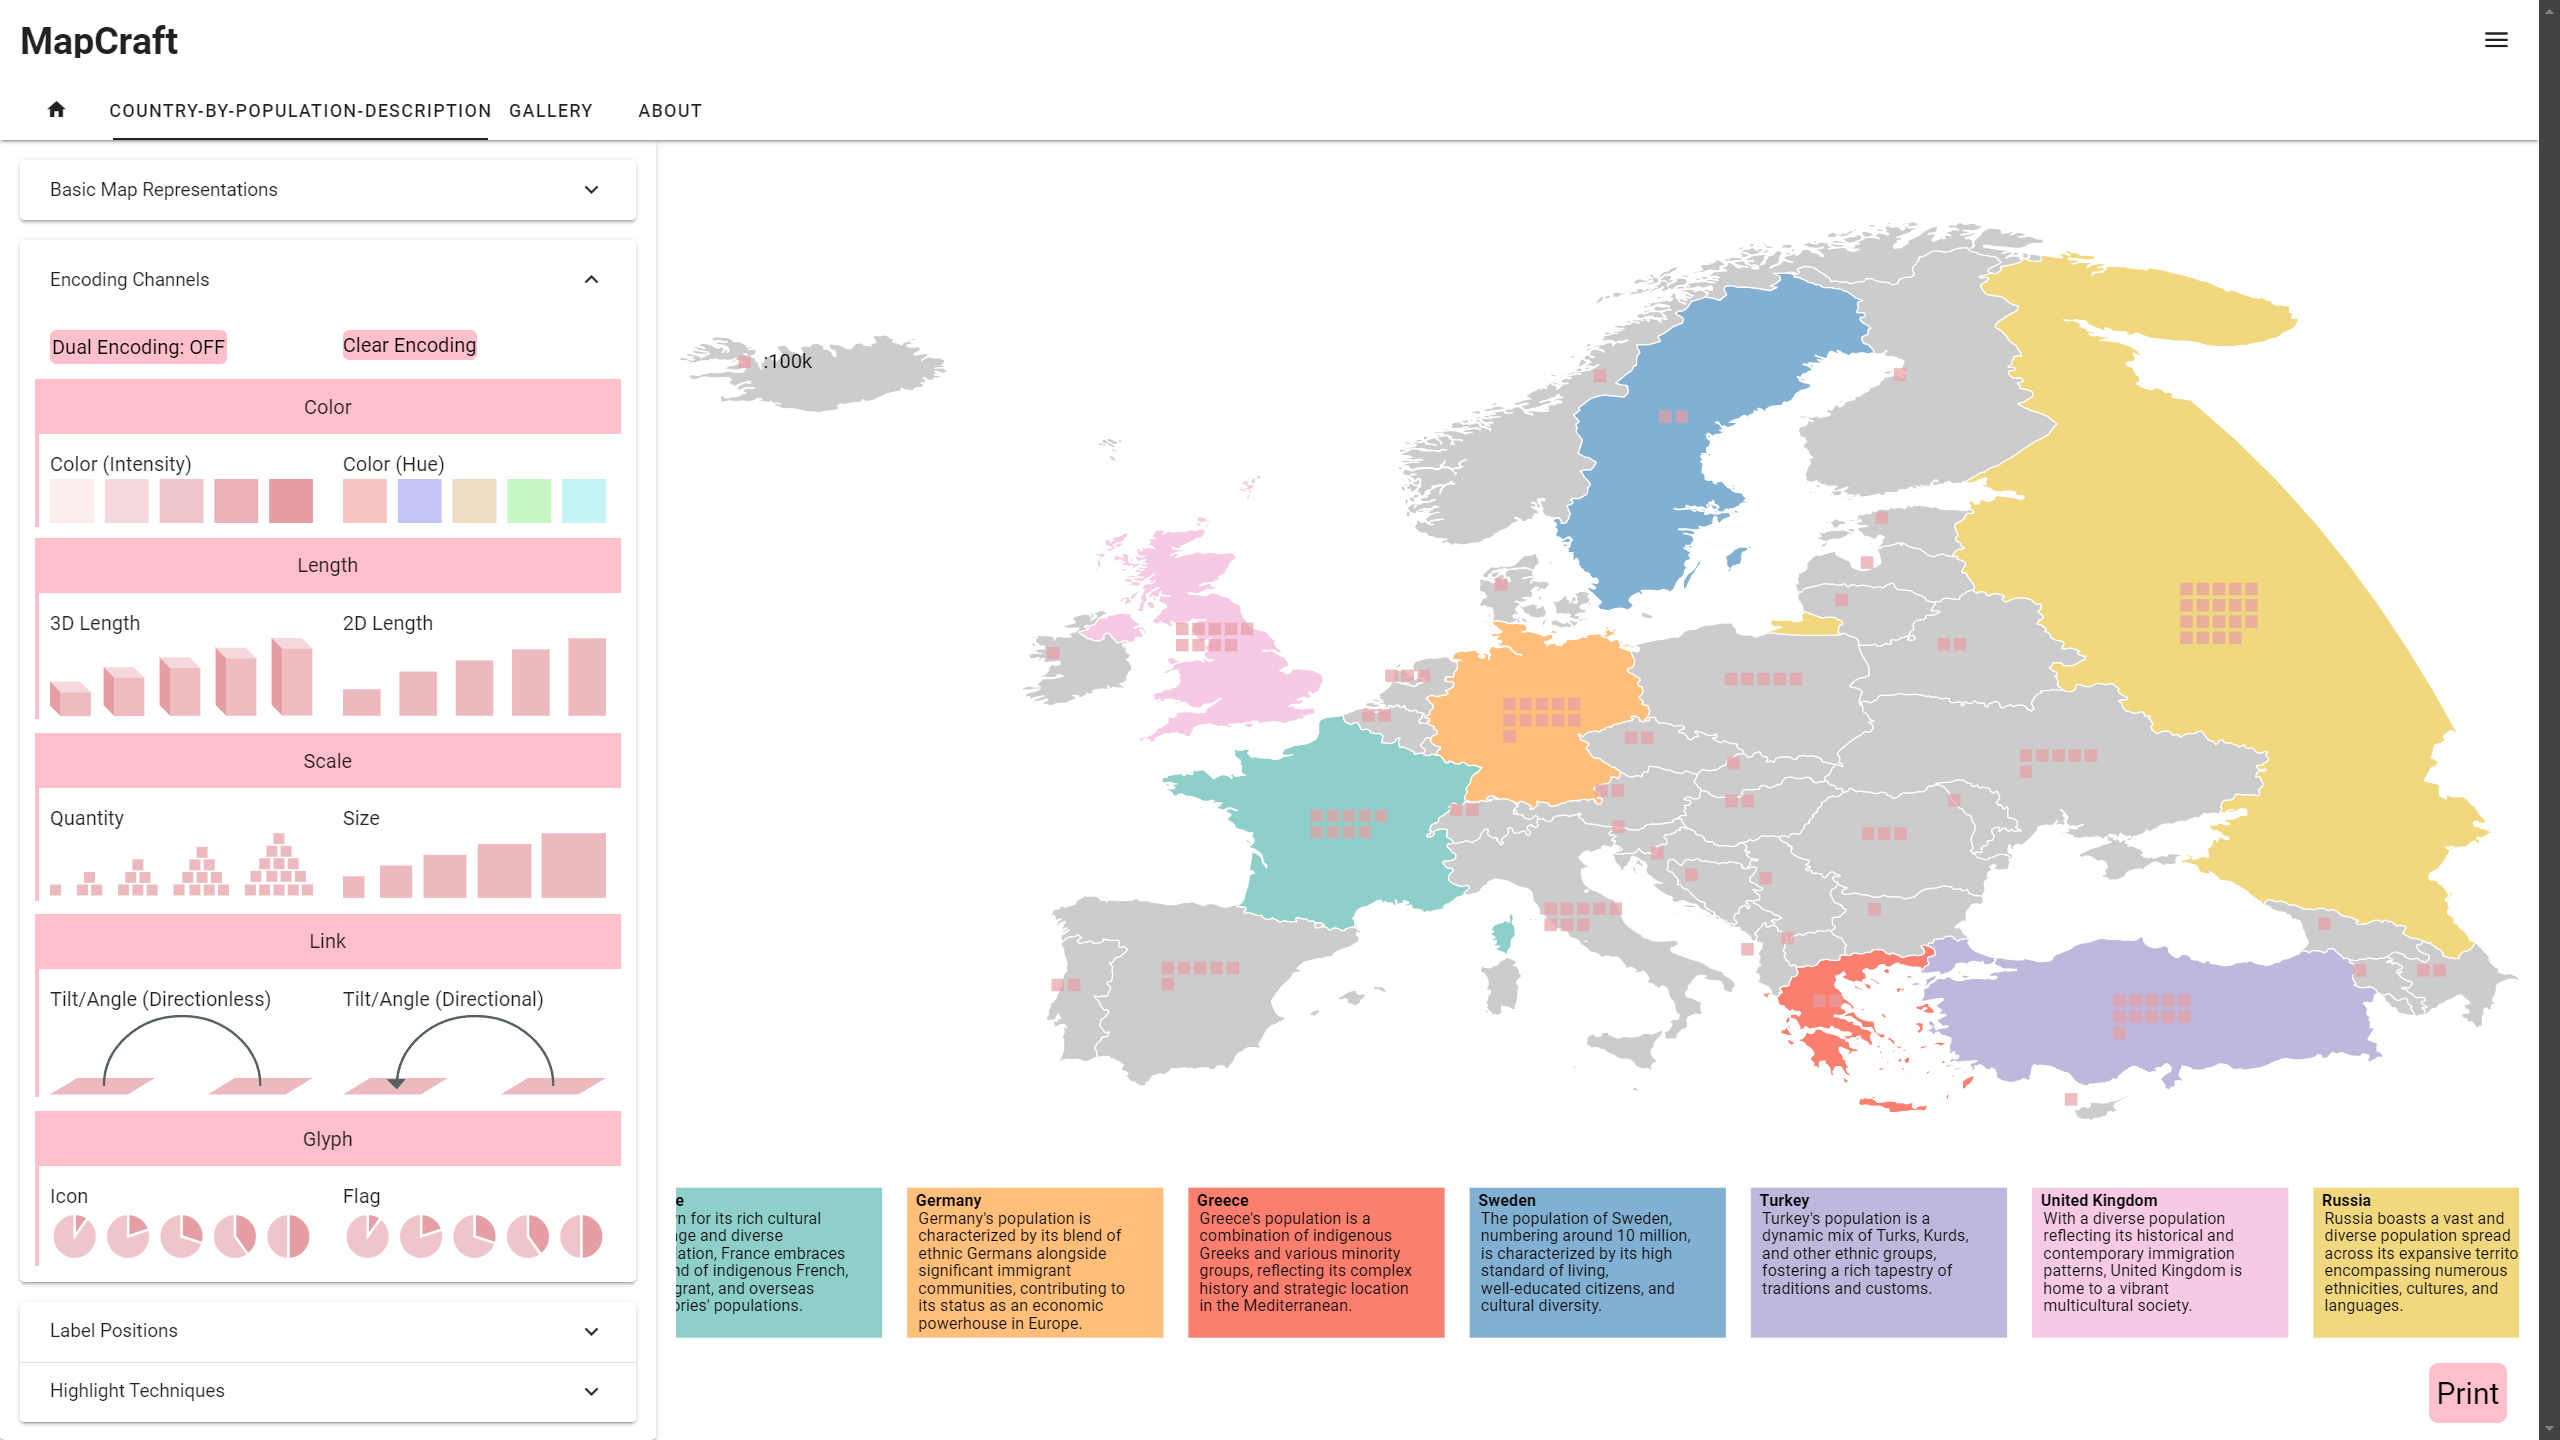 MapCraft
COUNTRY-BY-POPULATION-DESCRIPTION GALLERY ABOUT
Basic Map Representations
Encoding Channels
Dual Encoding: OFF Clear Encoding
Color
Color (Intensity) Color (Hue)
Length
3D Length 2D Length
Scale
Quantity Size
Link
Tilt/Angle (Directionless) Tilt/Angle (Directional)
Glyph
Icon Flag
Label Positions
Highlight Techniques
:100k
e
n for its rich cultural
ge and diverse
ation, France embraces
d of indigenous French,
grant, and overseas
ories' populations.
Germany
Germany's population is
characterized by its blend of
ethnic Germans alongside
significant immigrant
communities, contributing to
its status as an economic
powerhouse in Europe.
Greece
Greece's population is a
combination of indigenous
Greeks and various minority
groups, reflecting its complex
history and strategic location
in the Mediterranean.
Sweden
The population of Sweden,
numbering around 10 million,
is characterized by its high
standard of living,
well-educated citizens, and
cultural diversity.
Turkey
Turkey's population is a
dynamic mix of Turks, Kurds,
and other ethnic groups,
fostering a rich tapestry of
traditions and customs.
United Kingdom
With a diverse population
reflecting its historical and
contemporary immigration
patterns, United Kingdom is
home to a vibrant
multicultural society.
Russia
Russia boasts a vast and
diverse population spread
across its expansive territo
encompassing numerous
ethnicities, cultures, and
languages.
Print